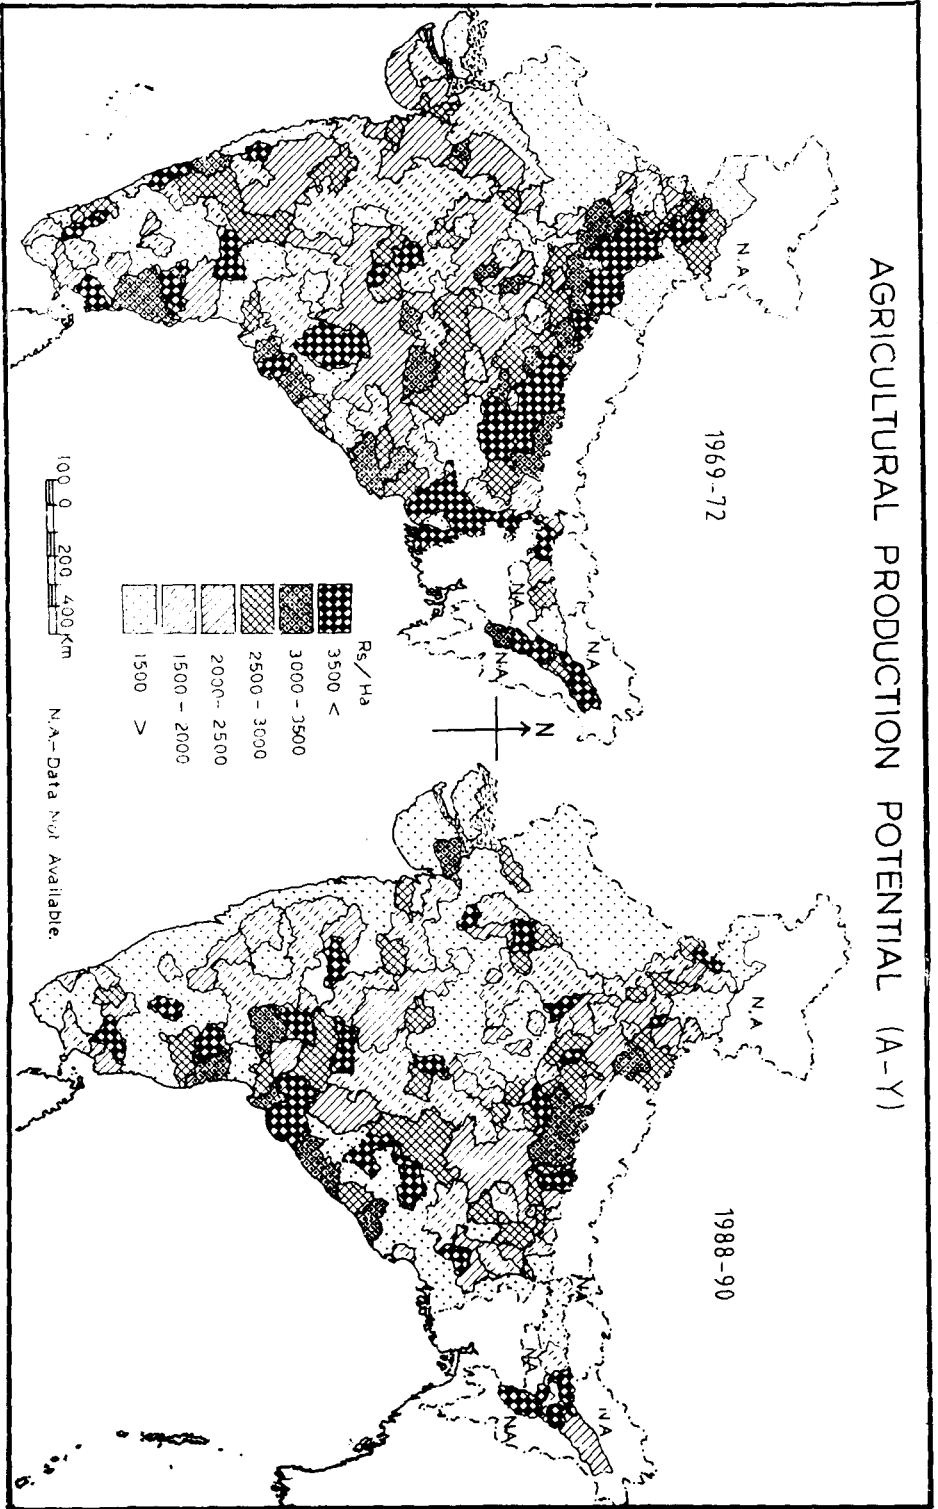 AGRICULTURAL PRODUCTION POTENTIAL (A-Y)
1969-72
N.A
N.A
N.A
N.A
1988-90
N.A
N.A
N.A
N.A
N.A
N
Rs/Ha
3500 <
3000-3500
2500-3000
2000-2500
1500-2000
1500 >
100 0 200 400 Km
N.A.-Data Not Available.